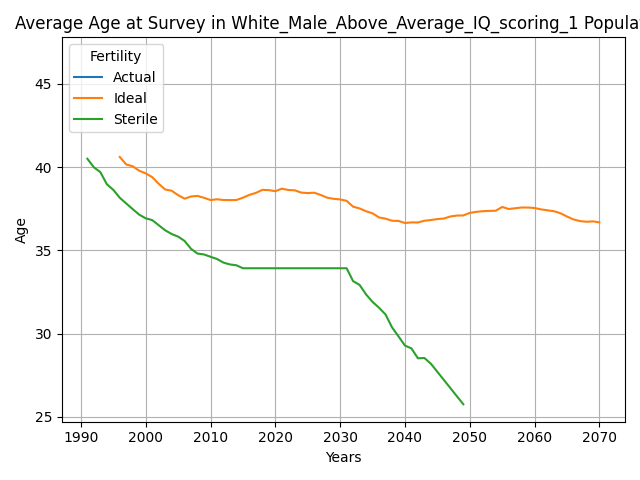 Average Age at Survey in White_Male_Above_Average_IQ_scoring_1 Popula
Fertility
Actual
Ideal
Sterile
45
40
35
30
25
Age
1990 2000 2010 2020 2030 2040 2050 2060 2070
Years